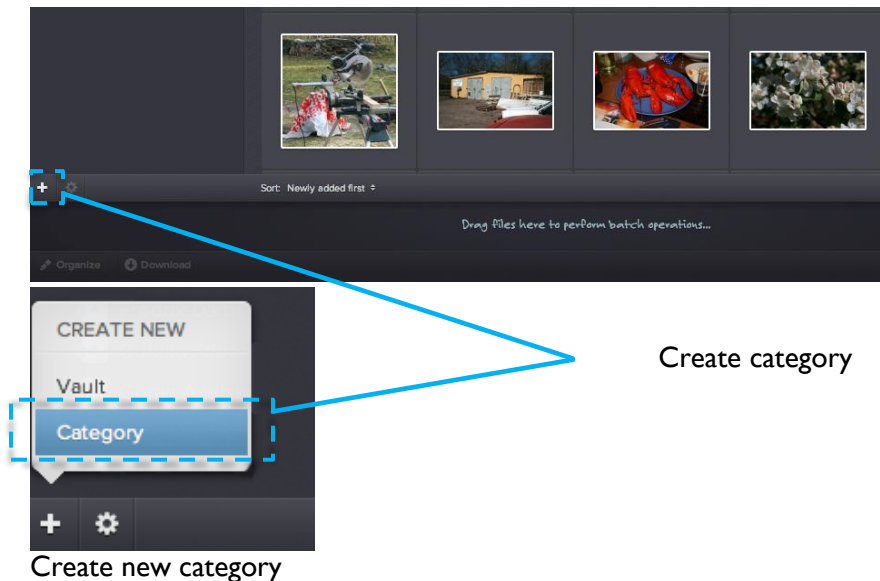 Sort: Newly added first
Drag files here to perform batch operations...
Organize Download
CREATE NEW
Vault
Category
Create category
Create new category